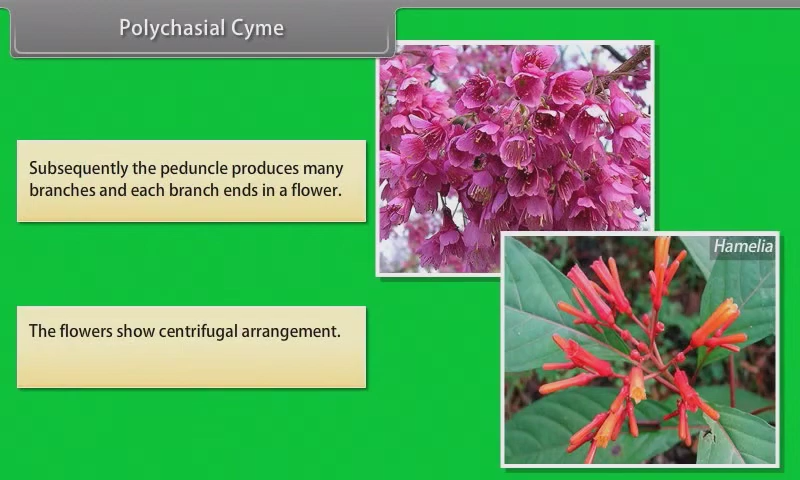 Polychasial Cyme
Subsequently the peduncle produces many
branches and each branch ends in a flower.
Hamelia
The flowers show centrifugal arrangement.